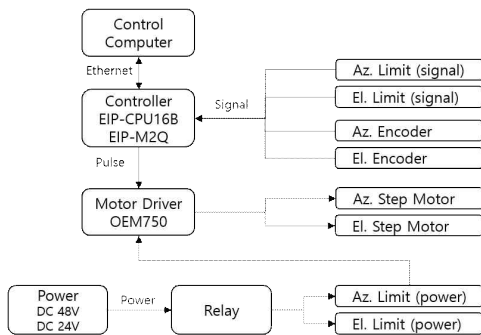 Control
Computer
Ethernet
Controller
EIP-CPU16B
EIP-M2Q
Signal
Az. Limit (signal)
El. Limit (signal)
Az. Encoder
El. Encoder
Pulse
Motor Driver
OEM750
Az. Step Motor
El. Step Motor
Power
DC 48V
DC 24V
Power
Relay
Az. Limit (power)
El. Limit (power)